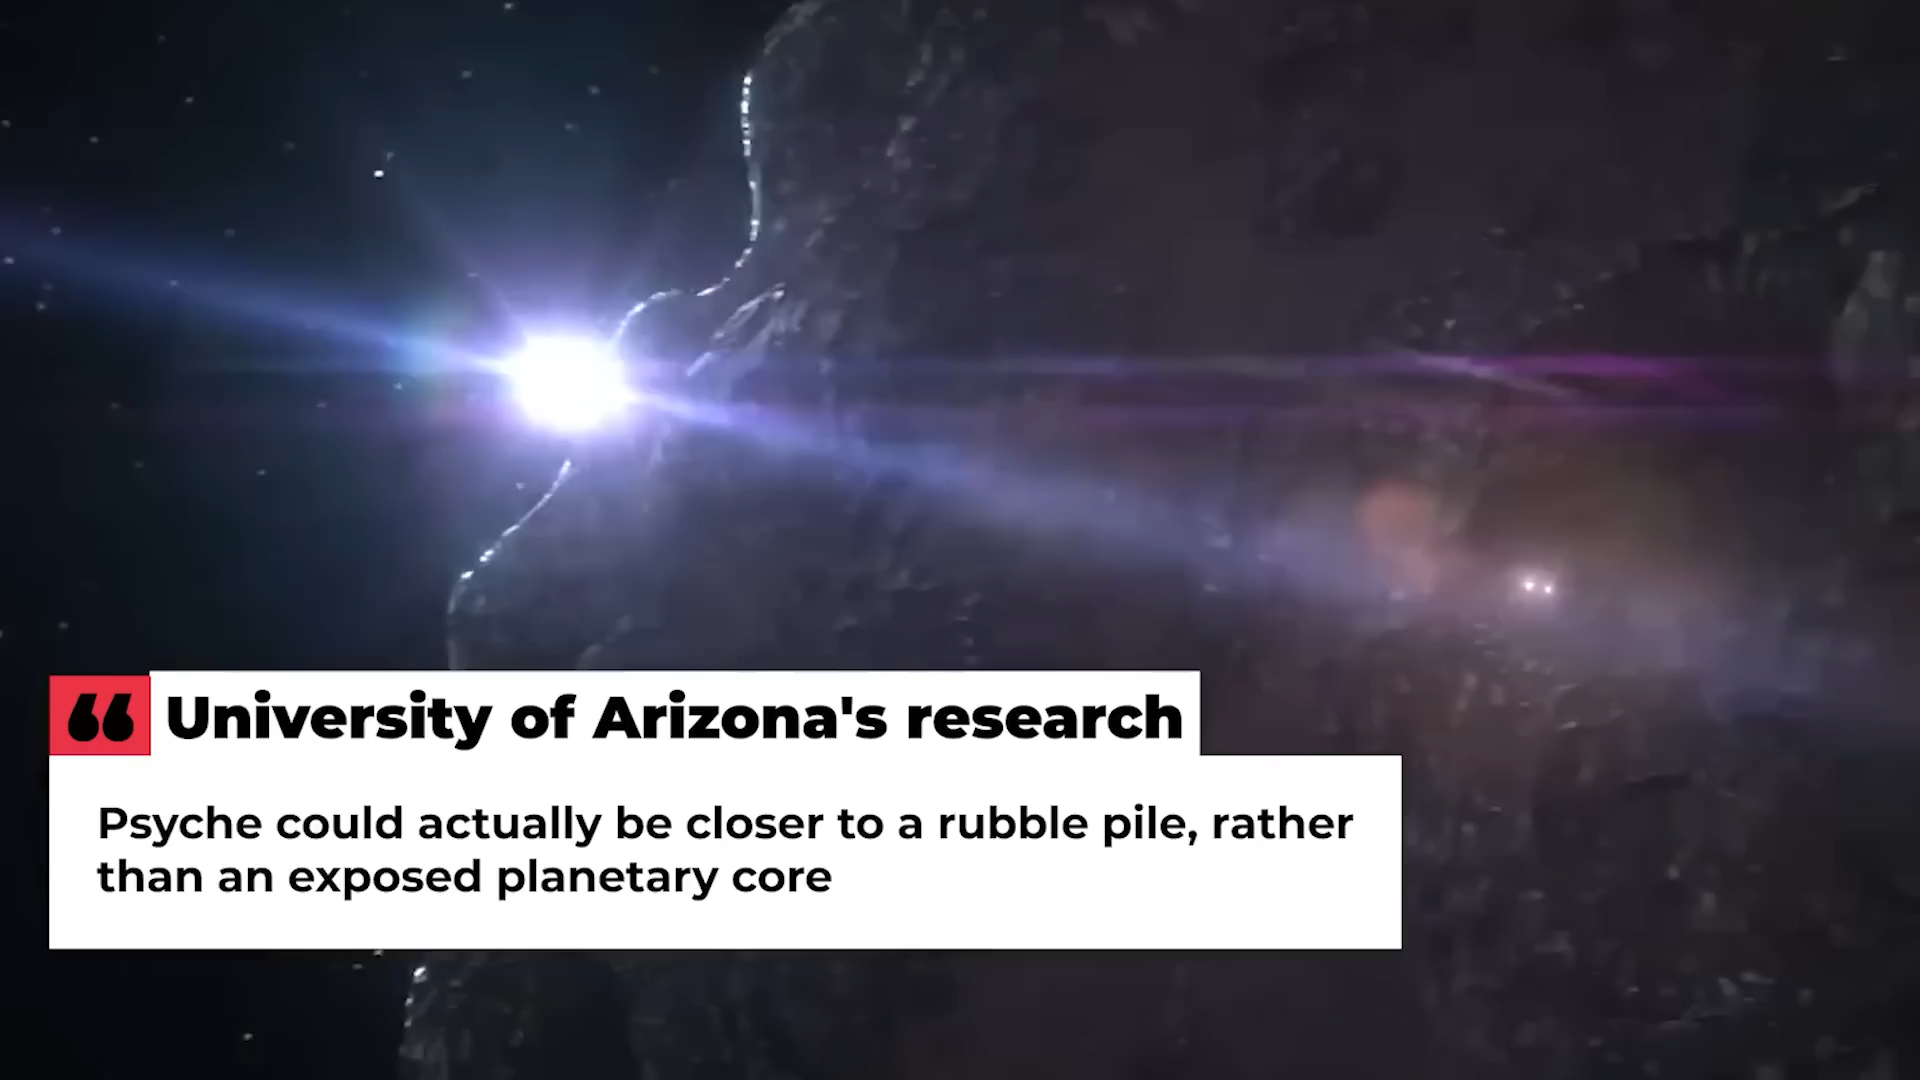 University of Arizona's research
Psyche could actually be closer to a rubble pile, rather
than an exposed planetary core